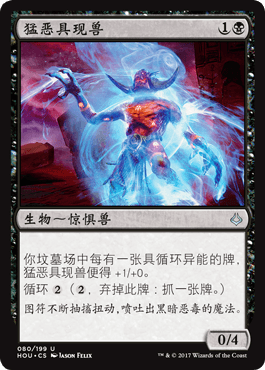 猛恶具现兽 1
生物～惊惧兽
你坟墓场中每有一张具循环异能的牌，
猛恶具现兽便得 +1/+0。
循环 2（2，弃掉此牌：抓一张牌。）
图符不断抽搐扭动，喷吐出黑暗恶毒的魔法。
080/199 U
HOU • CS JASON FELIX
0/4
™ & © 2017 Wizards of the Coast